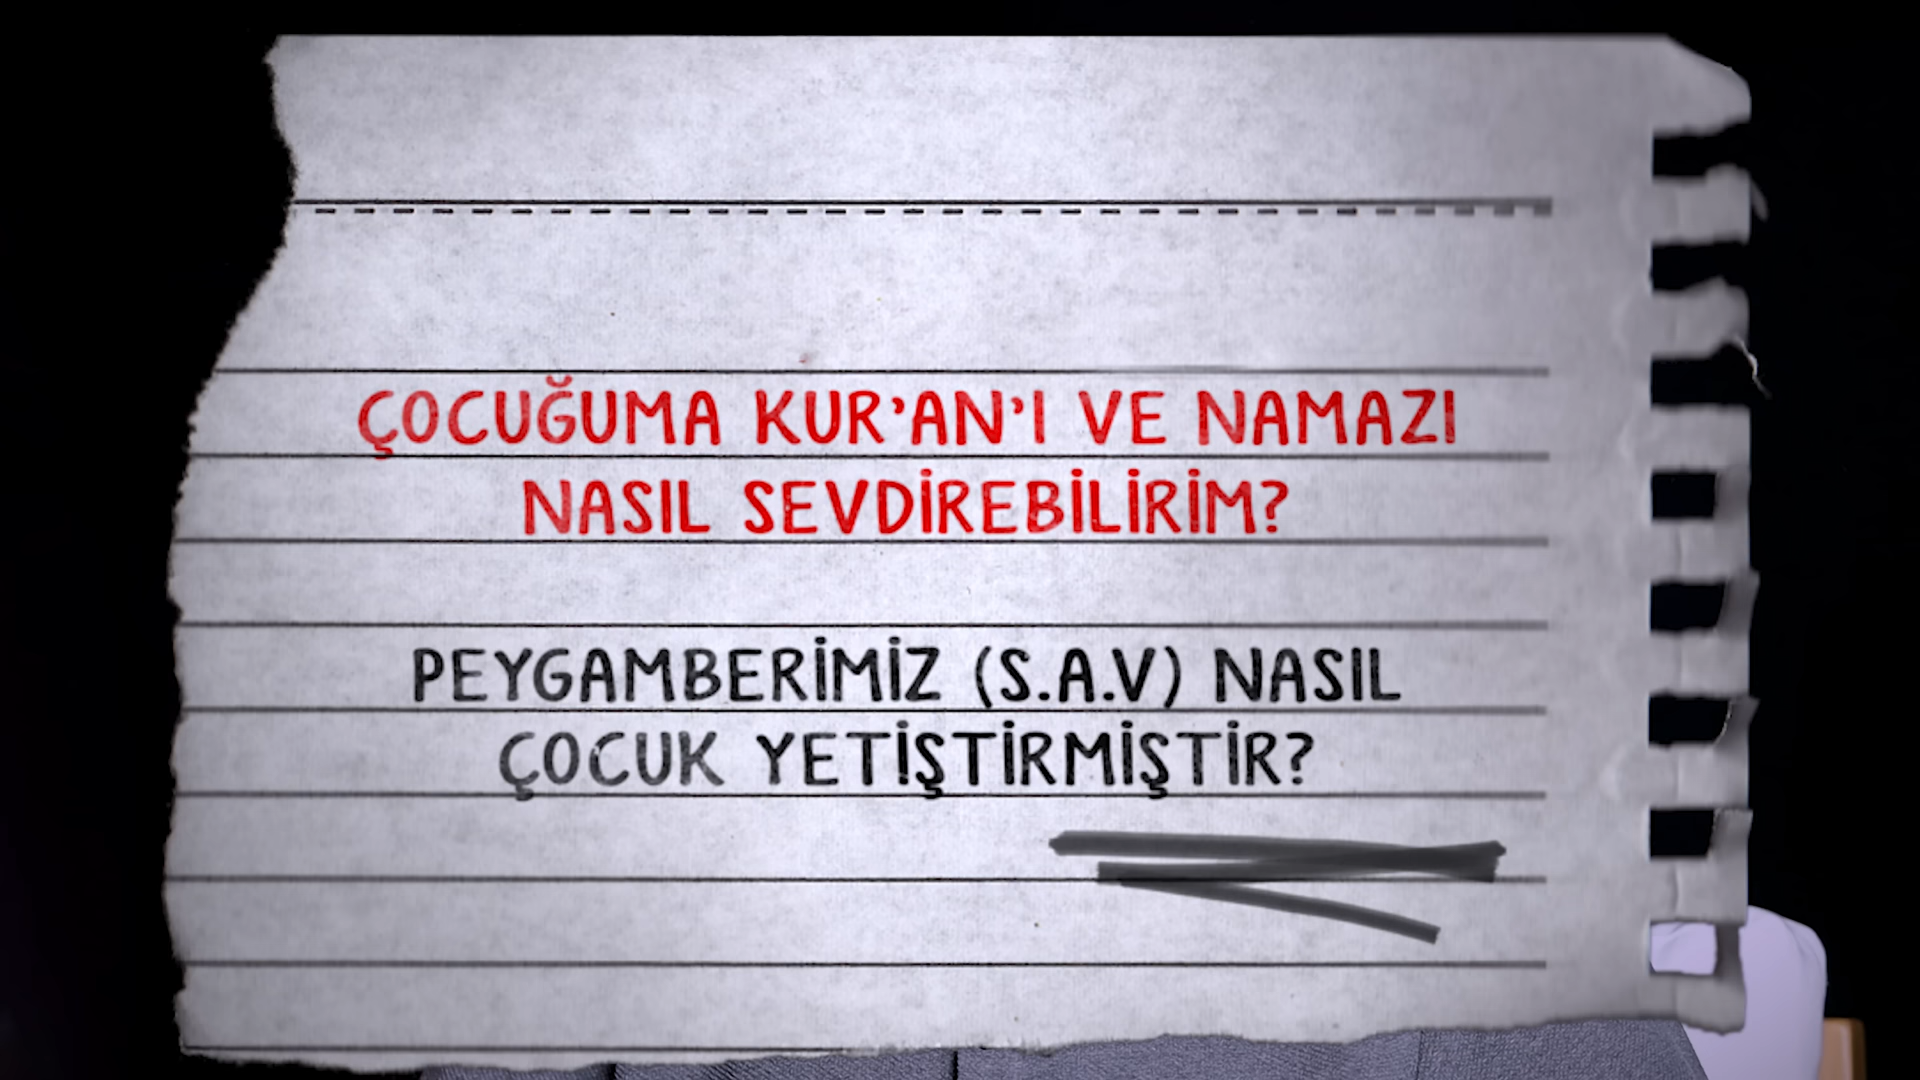 ÇOCUĞUMA KUR'AN'I VE NAMAZI
NASIL SEVDİREBİLİRİM?
PEYGAMBERİMİZ (S.A.V) NASIL
ÇOCUK YETİŞTİRMİŞTİR?